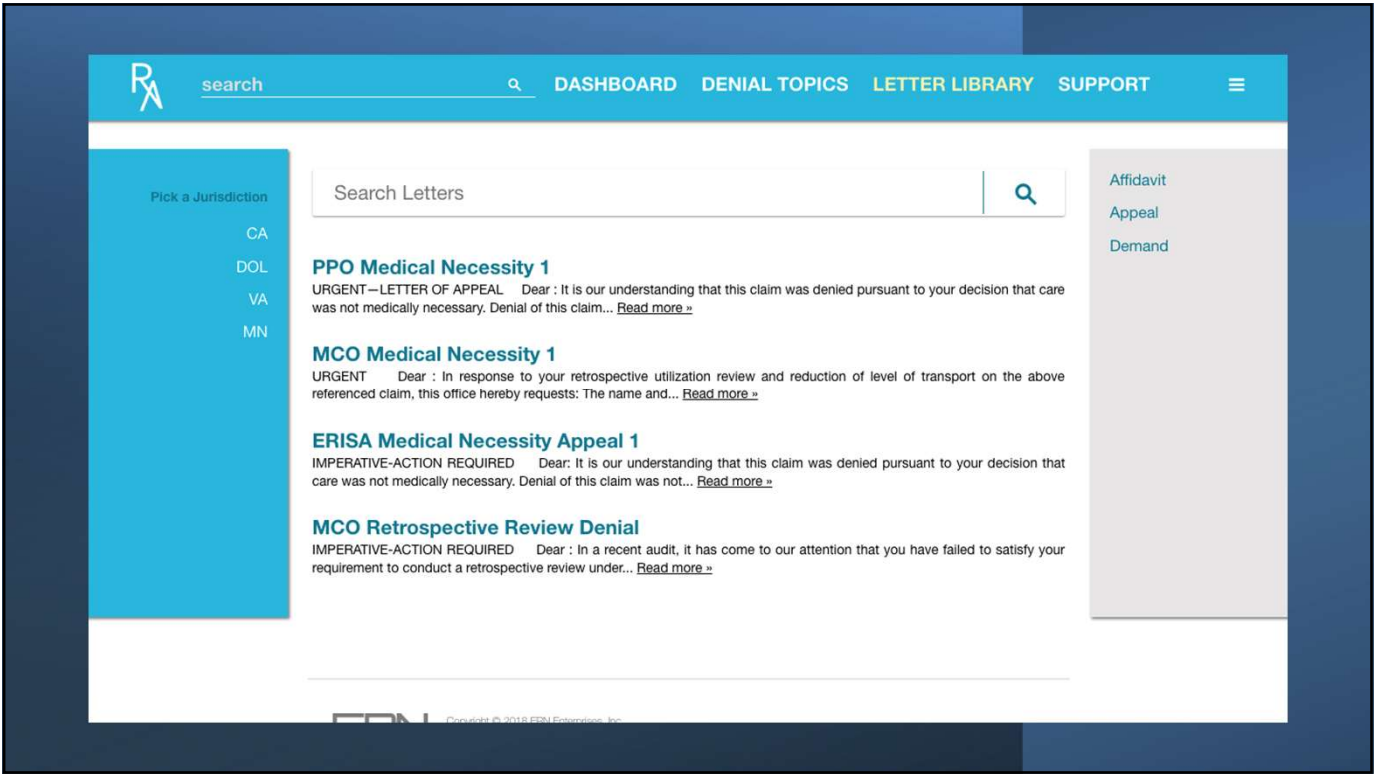 RA
search
DASHBOARD DENIAL TOPICS LETTER LIBRARY SUPPORT
Pick a Jurisdiction
CA
DOL
VA
MN
Search Letters
PPO Medical Necessity 1
URGENT—LETTER OF APPEAL Dear : It is our understanding that this claim was denied pursuant to your decision that care
was not medically necessary. Denial of this claim... Read more »
MCO Medical Necessity 1
URGENT Dear : In response to your retrospective utilization review and reduction of level of transport on the above
referenced claim, this office hereby requests: The name and... Read more »
ERISA Medical Necessity Appeal 1
IMPERATIVE-ACTION REQUIRED Dear: It is our understanding that this claim was denied pursuant to your decision that
care was not medically necessary. Denial of this claim was not... Read more »
MCO Retrospective Review Denial
IMPERATIVE-ACTION REQUIRED Dear : In a recent audit, it has come to our attention that you have failed to satisfy your
requirement to conduct a retrospective review under... Read more »
Affidavit
Appeal
Demand
ERN
Copyright © 2018 ERN Enterprises, Inc.